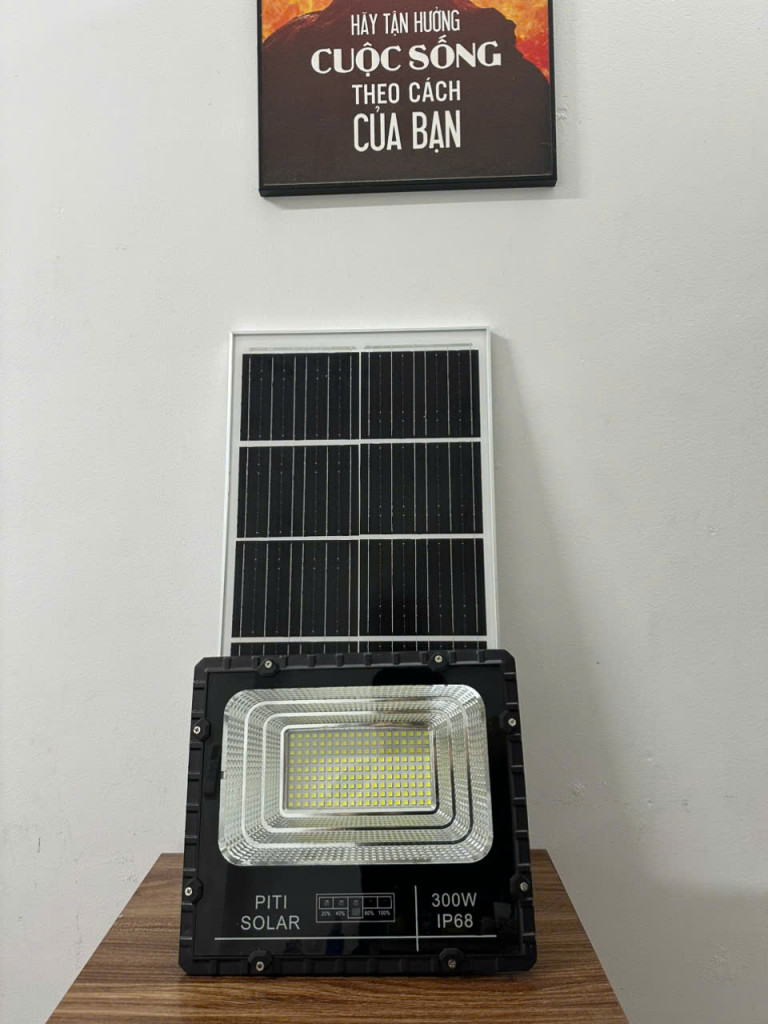 HÃY TẬN HƯỞNG
CUỘC SỐNG
THEO CÁCH
CỦA BẠN
PITI
SOLAR
20% 40% 80% 100%
300W
IP68